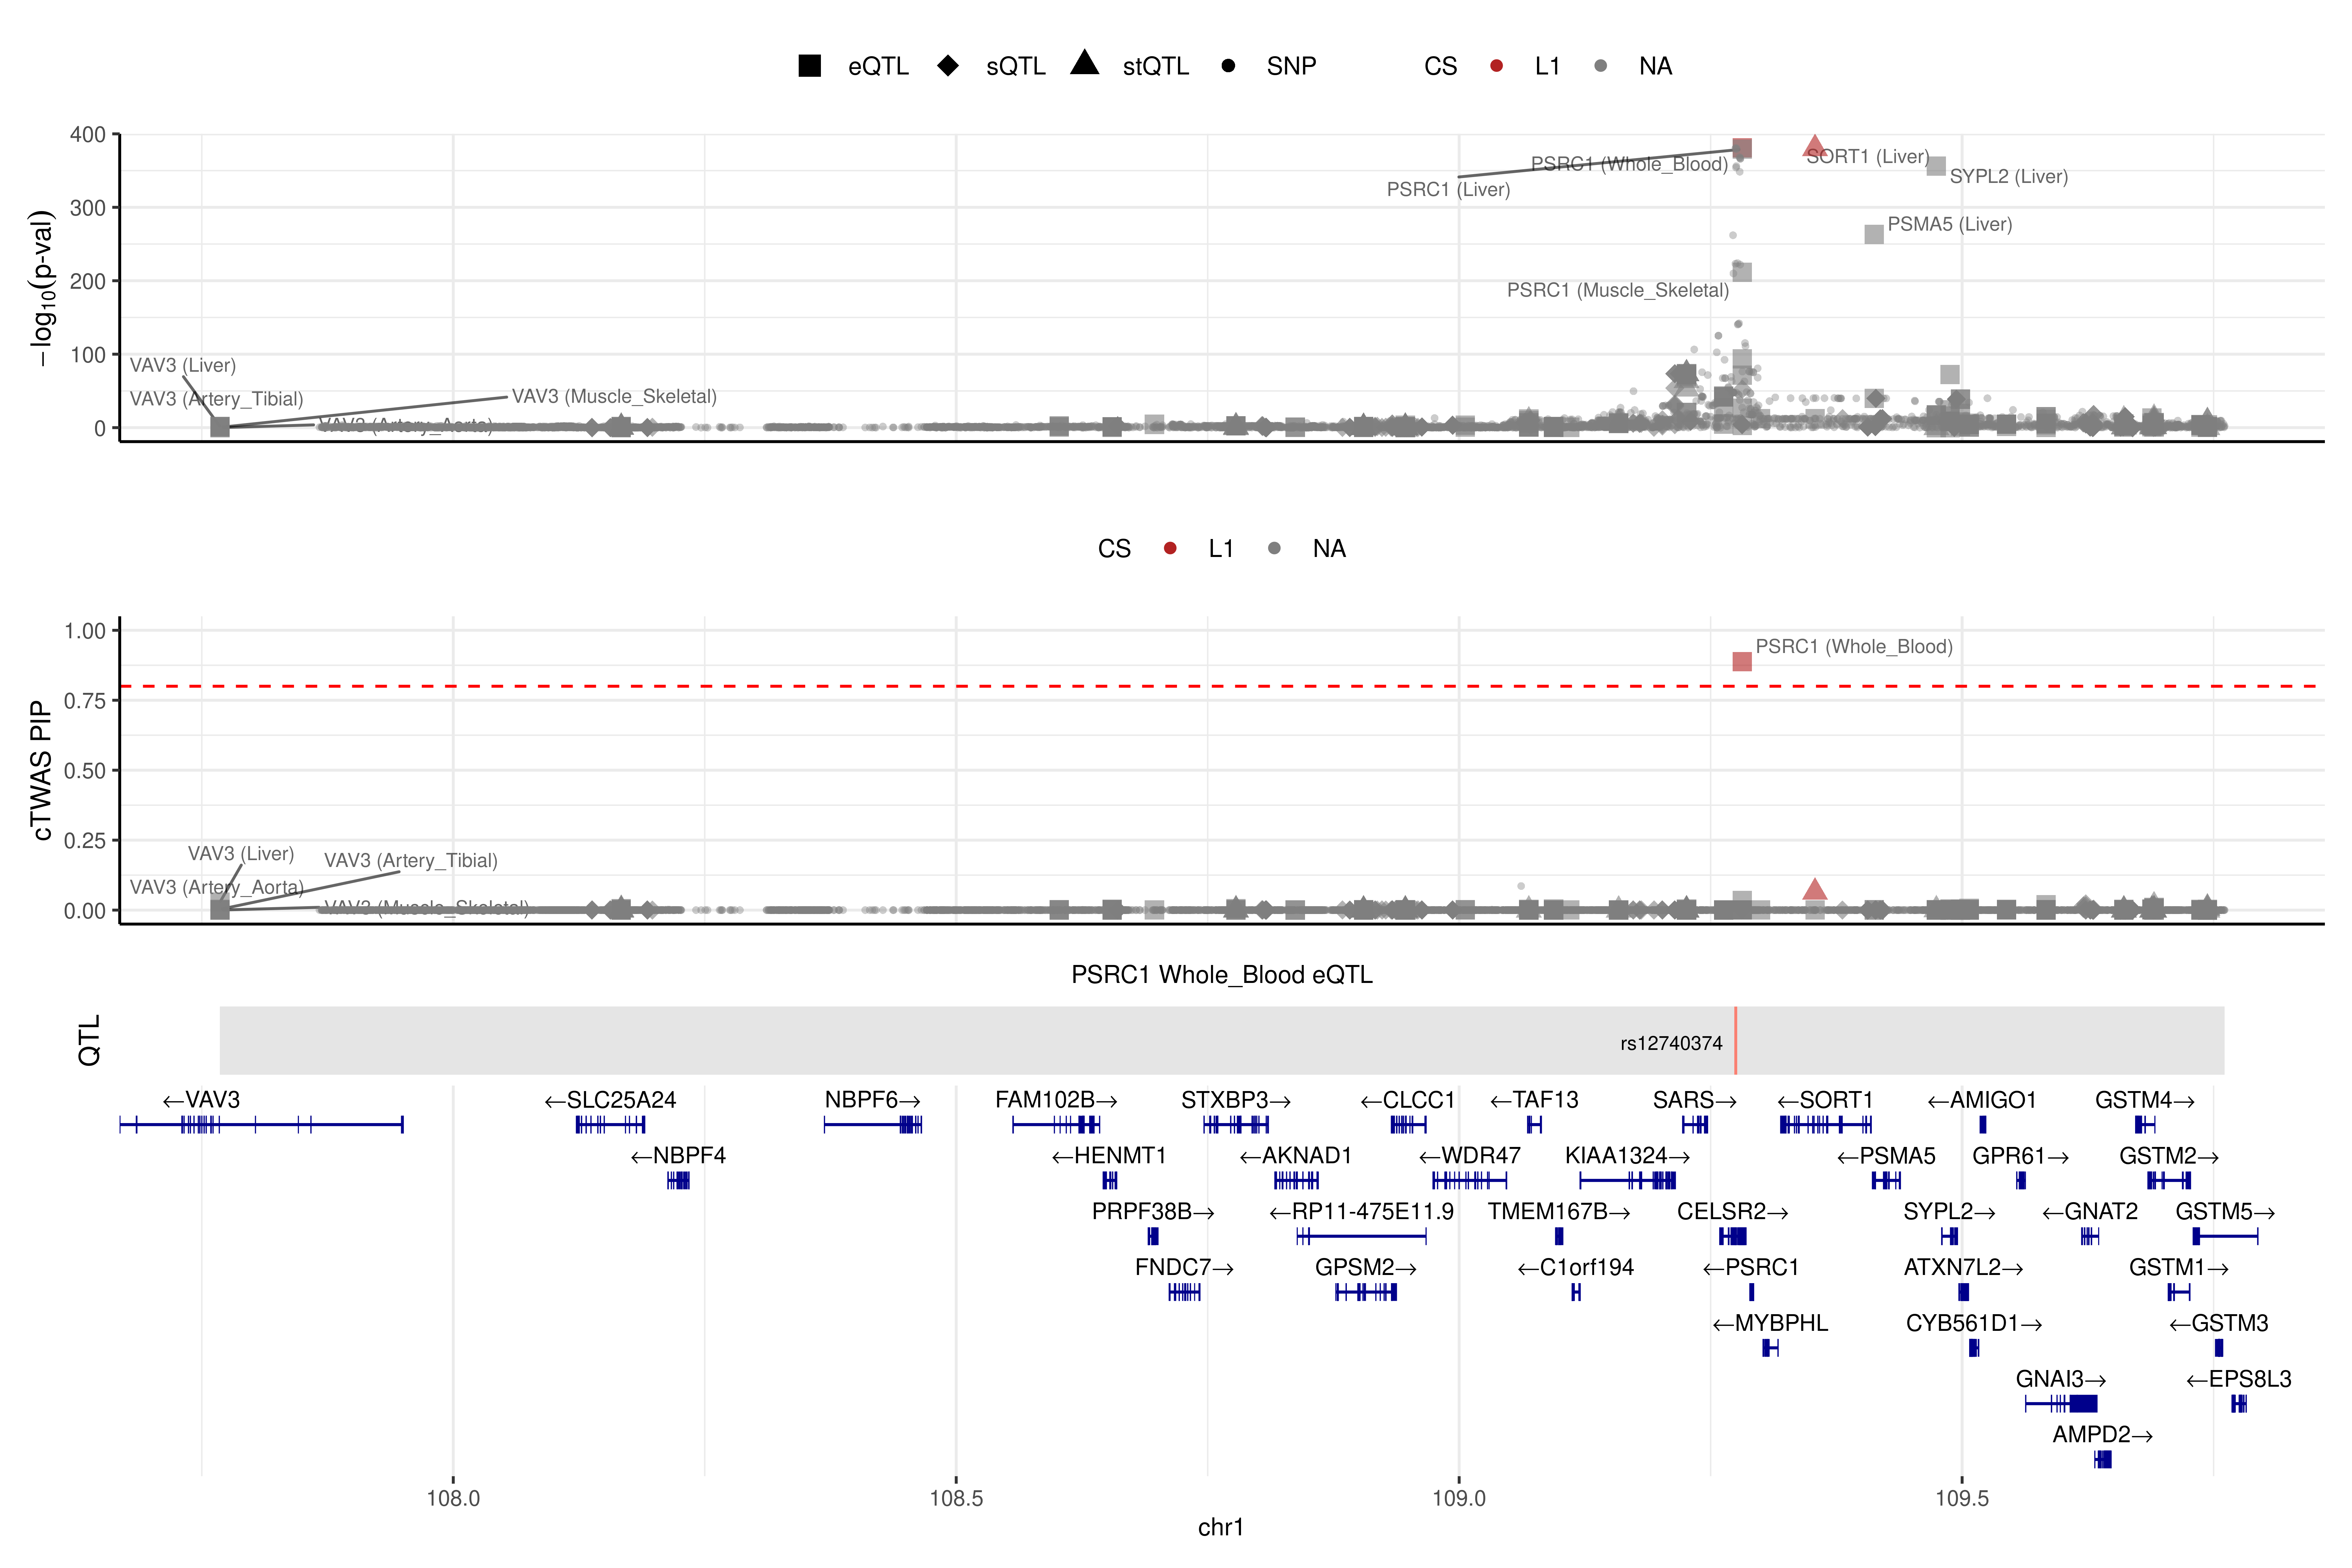 eQTL sQTL stQTL SNP CS L1 NA
−log10(p-val)
400
300
200
100
0
PSRC1 (Whole_Blood)
SORT1 (Liver)
PSRC1 (Liver)
SYPL2 (Liver)
PSMA5 (Liver)
PSRC1 (Muscle_Skeletal)
VAV3 (Liver)
VAV3 (Artery_Tibial)
VAV3 (Muscle_Skeletal)
VAV3 (Artery_Aorta)
CS L1 NA
cTWAS PIP
1.00
0.75
0.50
0.25
0.00
PSRC1 (Whole_Blood)
VAV3 (Liver)
VAV3 (Artery_Tibial)
VAV3 (Artery_Aorta)
VAV3 (Muscle_Skeletal)
PSRC1 Whole_Blood eQTL
QTL
rs12740374
←VAV3 ←SLC25A24 NBPF6→ FAM102B→ STXBP3→ ←CLCC1 ←TAF13 SARS→ ←SORT1 ←AMIGO1 GSTM4→
←NBPF4 ←HENMT1 ←AKNAD1 ←WDR47 KIAA1324→ ←PSMA5 GPR61→ GSTM2→
PRPF38B→ ←RP11-475E11.9 TMEM167B→ CELSR2→ SYPL2→ ←GNAT2 GSTM5→
FNDC7→ GPSM2→ ←C1orf194 ←PSRC1 ATXN7L2→ GSTM1→
←MYBPHL CYB561D1→ ←GSTM3
GNAI3→ ←EPS8L3
AMPD2→
108.0 108.5 109.0 109.5
chr1